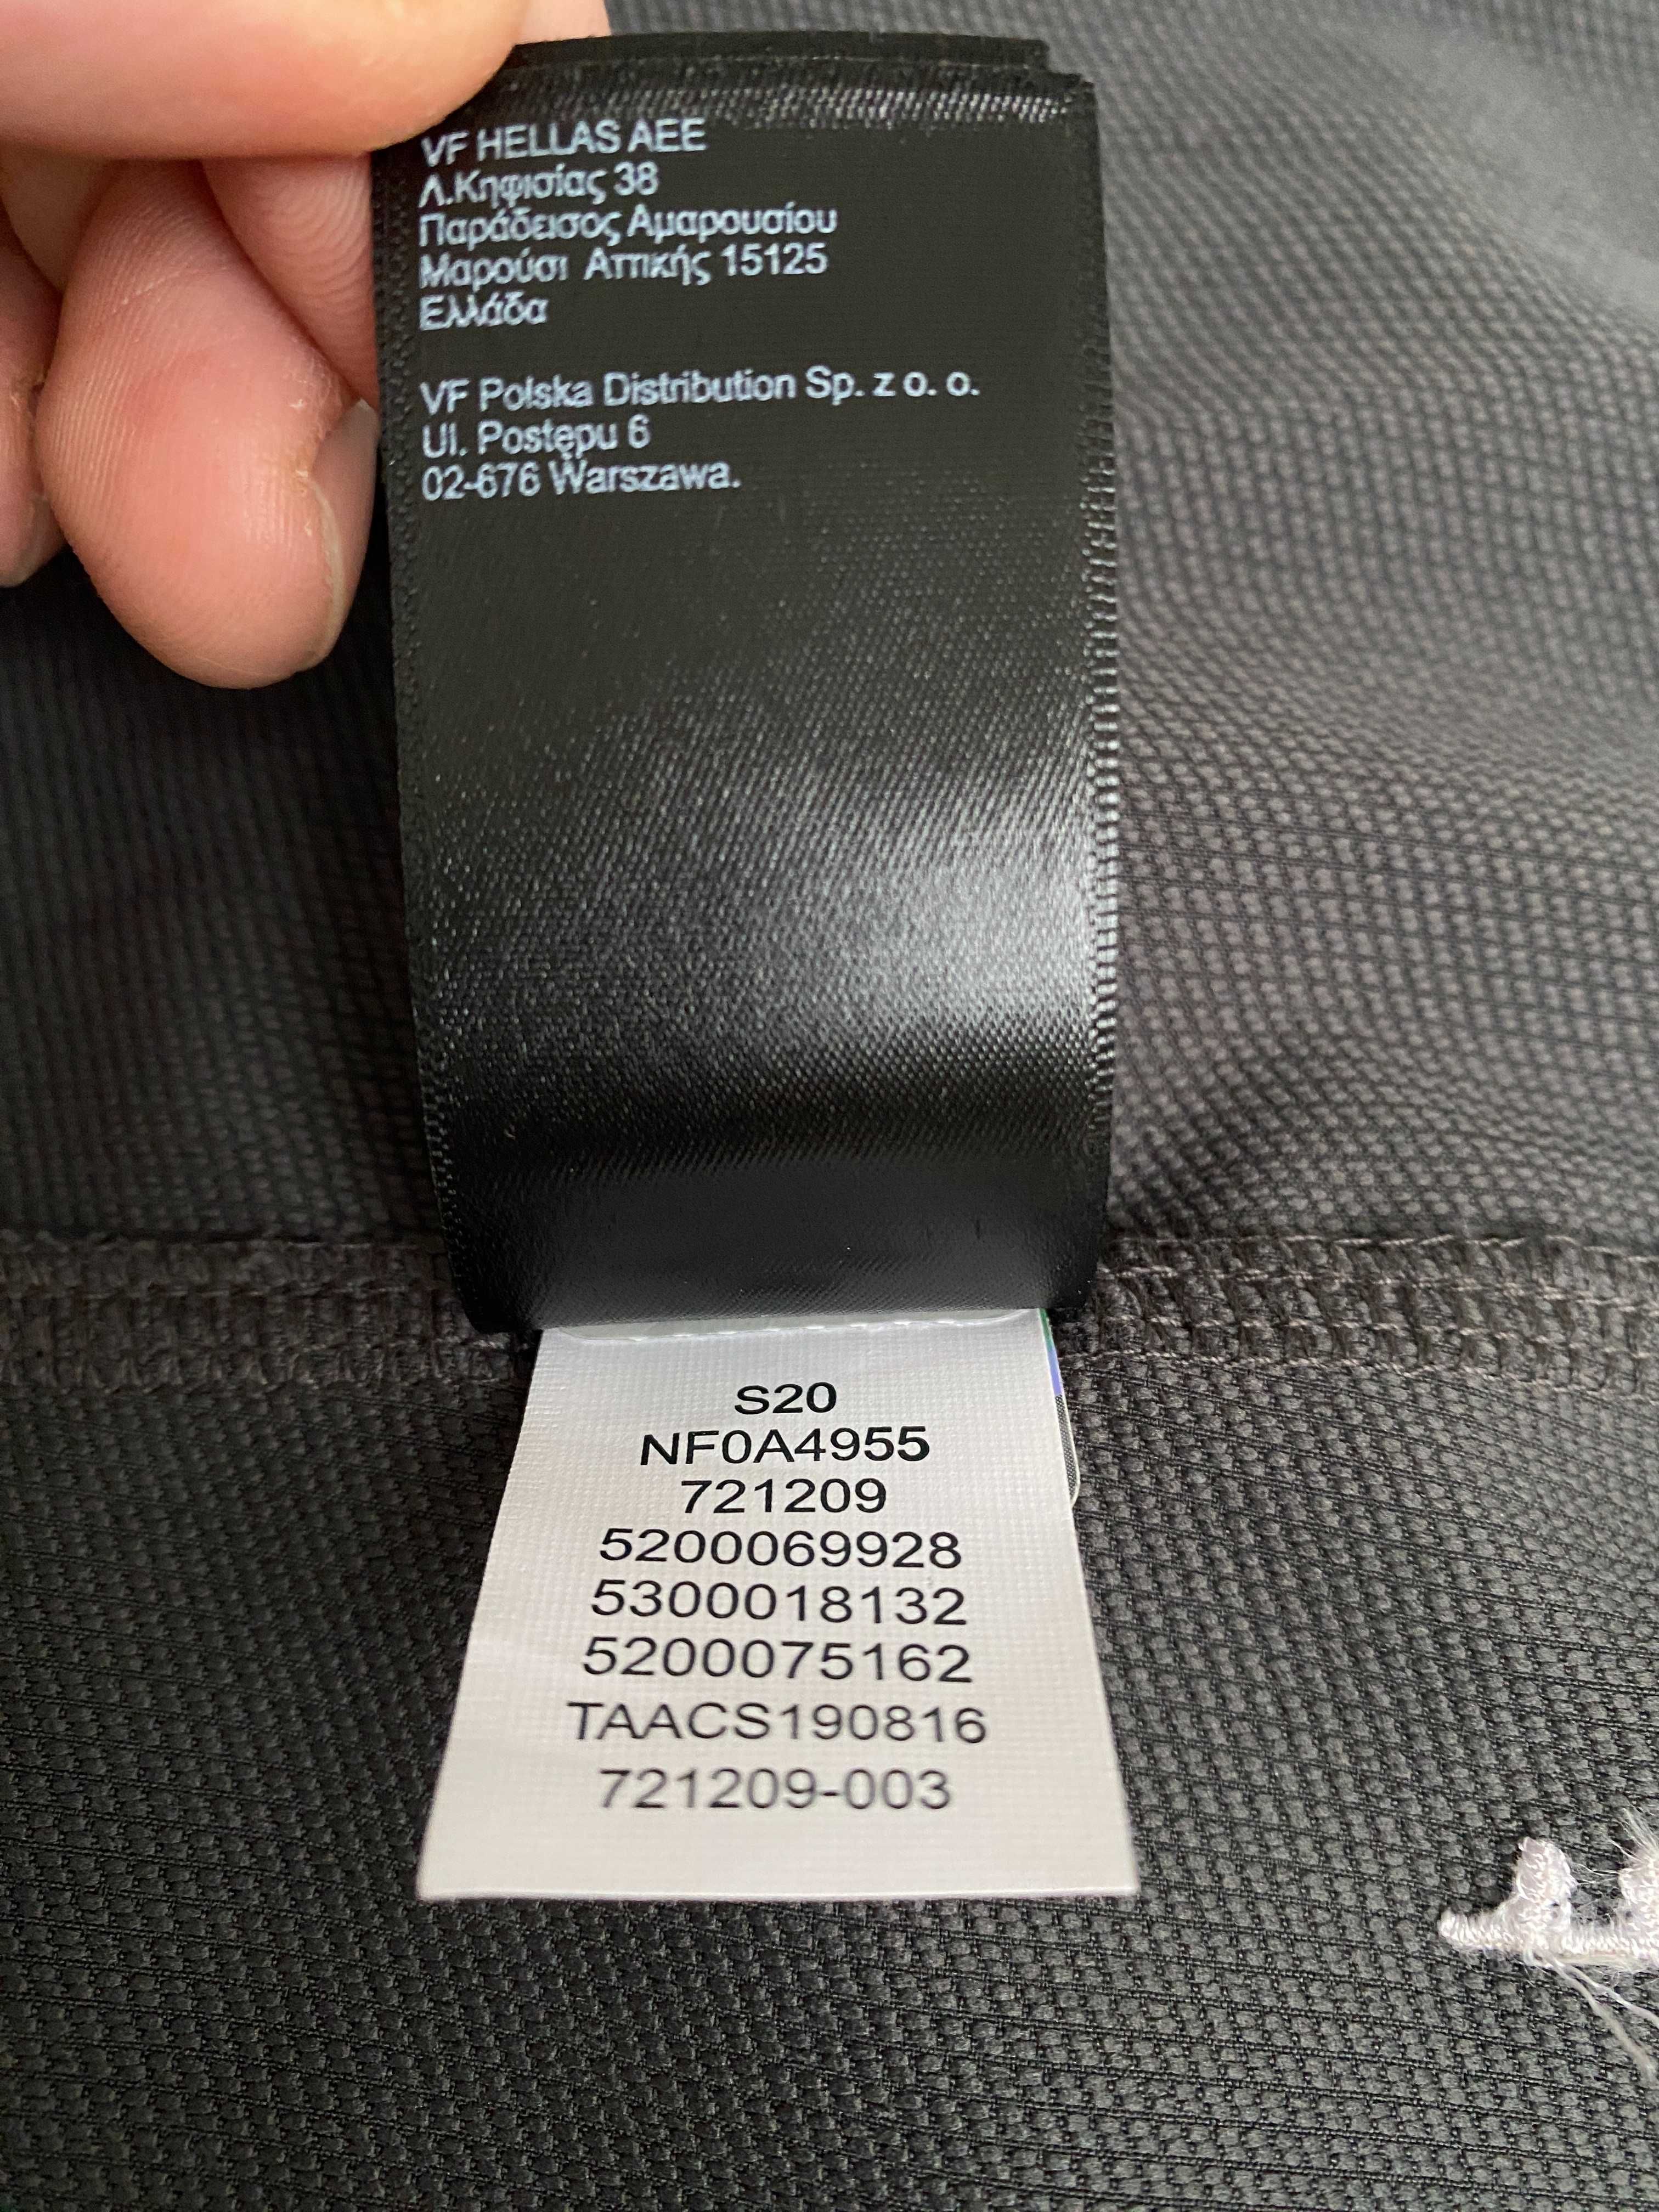 VF HELLAS AEE
Λ.Κηφισίας 38
Παράδεισος Αμαρουσίου
Μαρούσι Αττικής 15125
Ελλάδα
VF Polska Distribution Sp. z o. o.
Ul. Postępu 6
02-676 Warszawa.
S20
NF0A4955
721209
5200069928
5300018132
5200075162
TAACS190816
721209-003